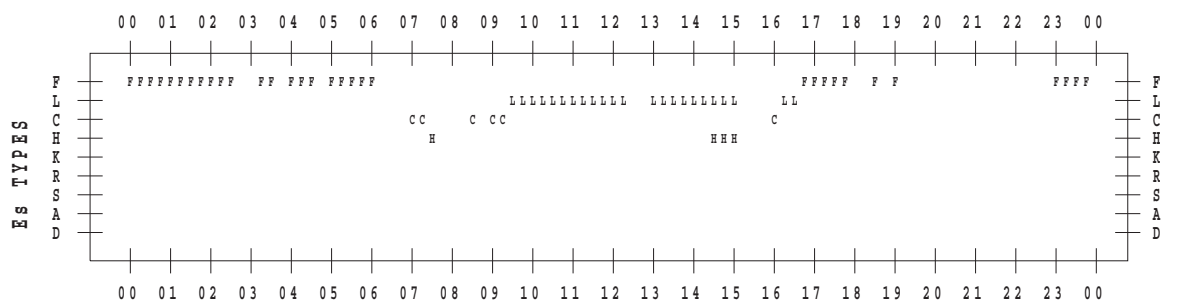 00 01 02 03 04 05 06 07 08 09 10 11 12 13 14 15 16 17 18 19 20 21 22 23 00
F FFFFFFFFFFF FF FFF FFFFF FFFFF F F FFFF F
L LLLLLLLLLLLL LLLLLLLLL LL L
C CC C CC C C
H H HHH H
K K
R R
S S
A A
D D
Es TYPES
00 01 02 03 04 05 06 07 08 09 10 11 12 13 14 15 16 17 18 19 20 21 22 23 00